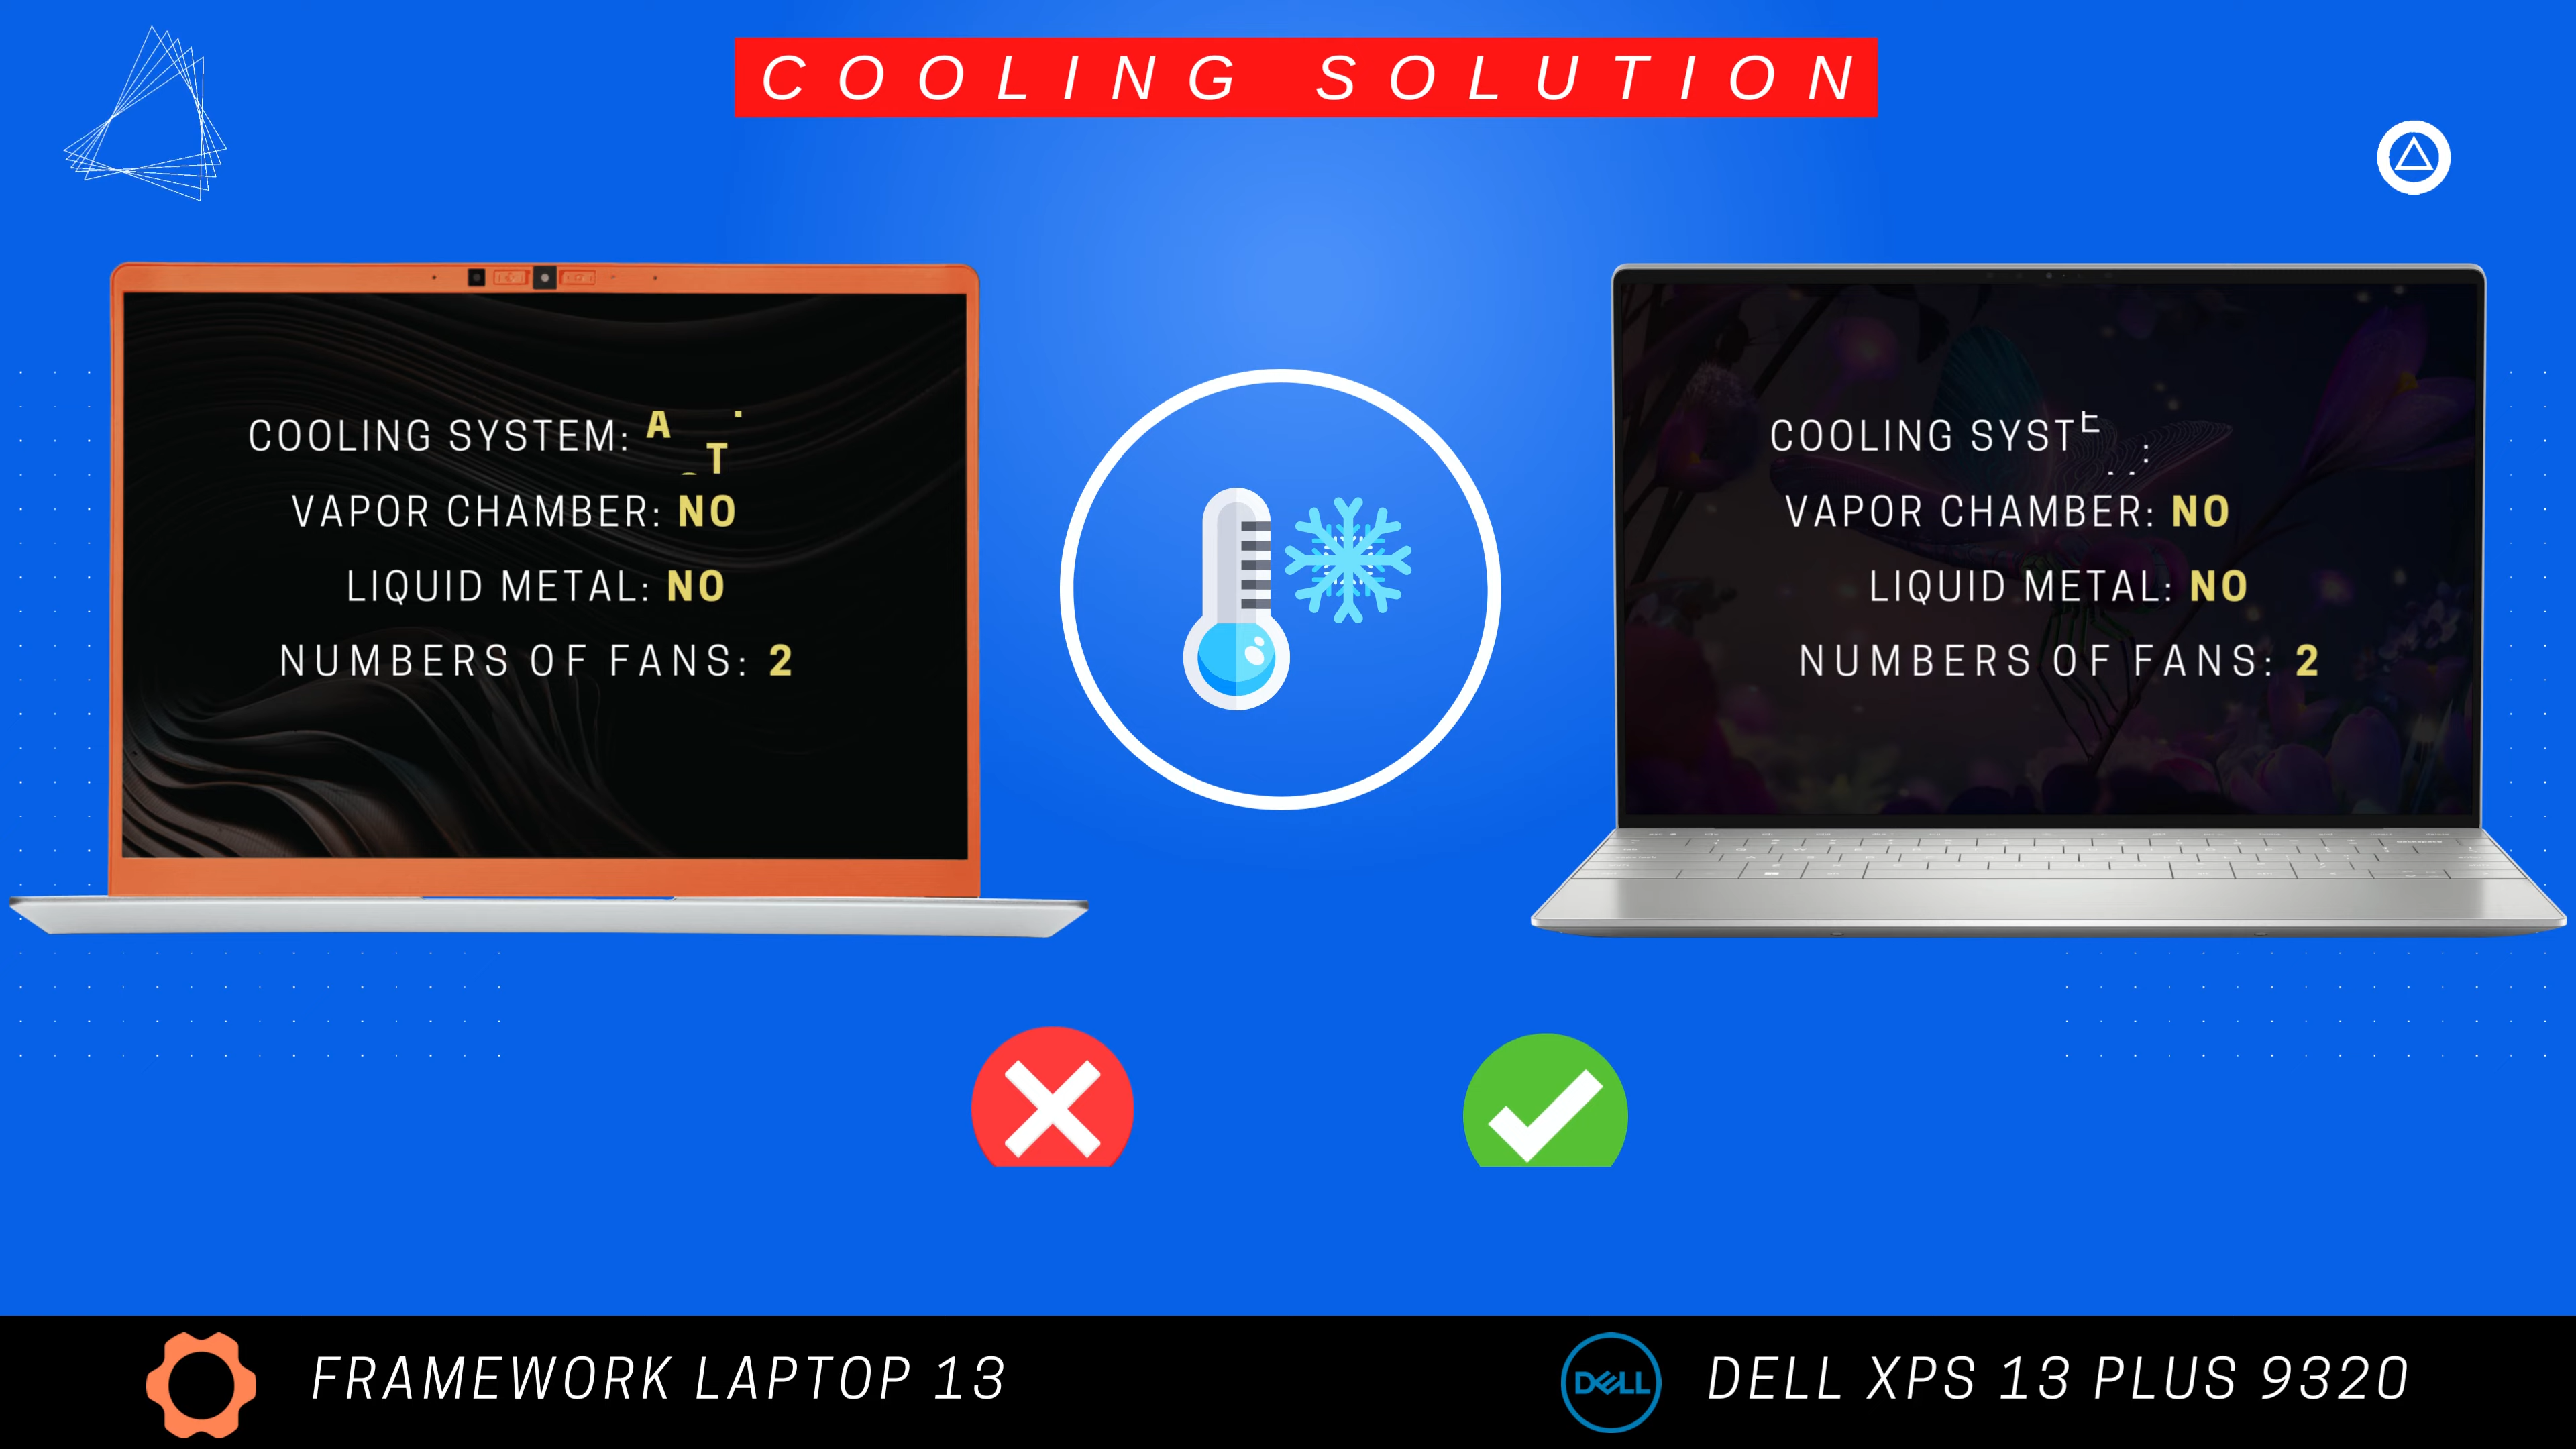 COOLING SOLUTION
COOLING SYSTEM:
VAPOR CHAMBER: NO
LIQUID METAL: NO
NUMBERS OF FANS: 2
COOLING
VAPOR CHAMBER: NO
LIQUID METAL: NO
NUMBERS OF FANS: 2
FRAMEWORK LAPTOP 13
DELL
DELL XPS 13 PLUS 9320